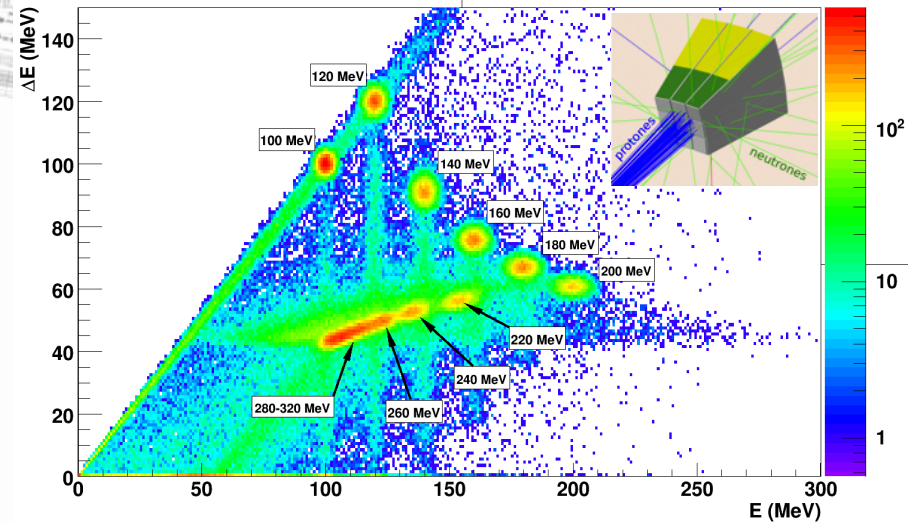 ΔE (MeV)
140
120
100
80
60
40
20
0
0
50
100
150
200
250
300
E (MeV)
120 MeV
100 MeV
140 MeV
160 MeV
180 MeV
200 MeV
220 MeV
240 MeV
260 MeV
280-320 MeV
protones
neutrones
10²
10
1